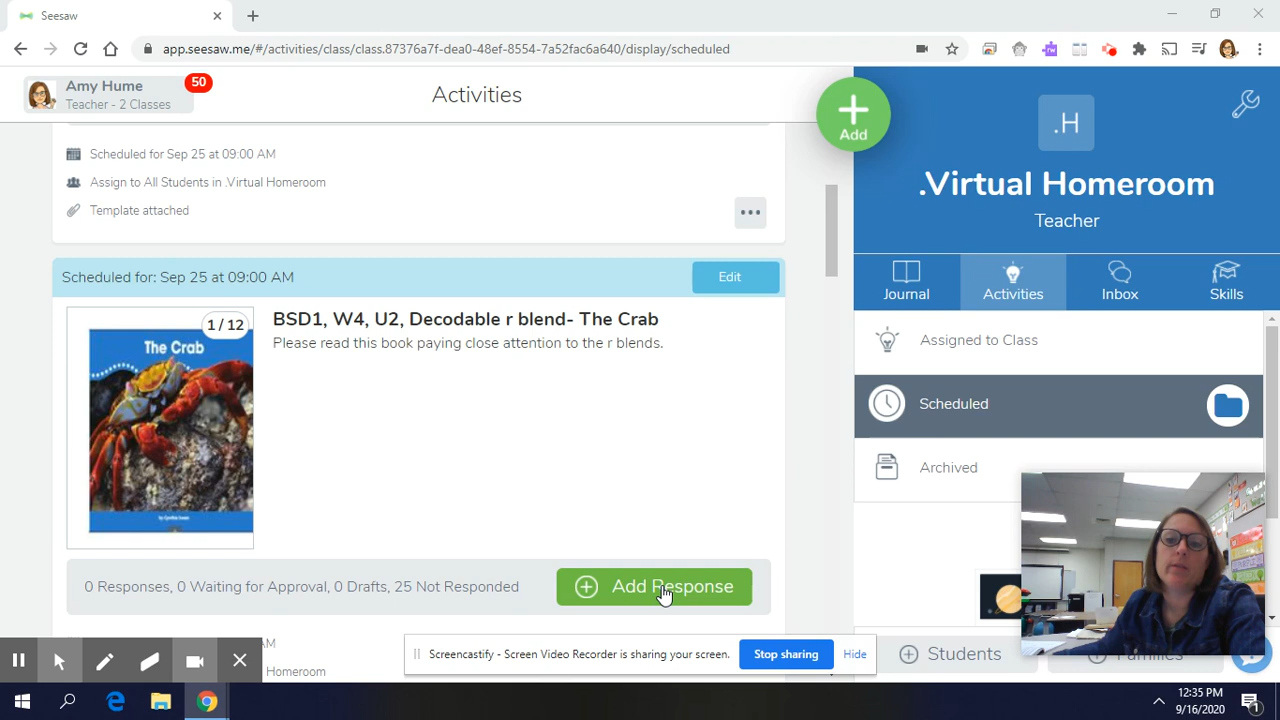 Seesaw
app.seesaw.me/#/activities/class/class.87376a7f-dea0-48ef-8554-7a52fac6a640/display/scheduled
Amy Hume
50
Teacher - 2 Classes
Activities
Add
.H
.Virtual Homeroom
Teacher
Journal
Activities
Inbox
Skills
Scheduled for Sep 25 at 09:00 AM
Assign to All Students in .Virtual Homeroom
Template attached
Scheduled for: Sep 25 at 09:00 AM
Edit
Assigned to Class
Scheduled
Archived
1 / 12
The Crab
BSD1, W4, U2, Decodable r blend- The Crab
Please read this book paying close attention to the r blends.
0 Responses, 0 Waiting for Approval, 0 Drafts, 25 Not Responded
Add Response
AM
Homeroom
Screencastify - Screen Video Recorder is sharing your screen.
Stop sharing
Hide
Students
Families
12:35 PM
9/16/2020
1